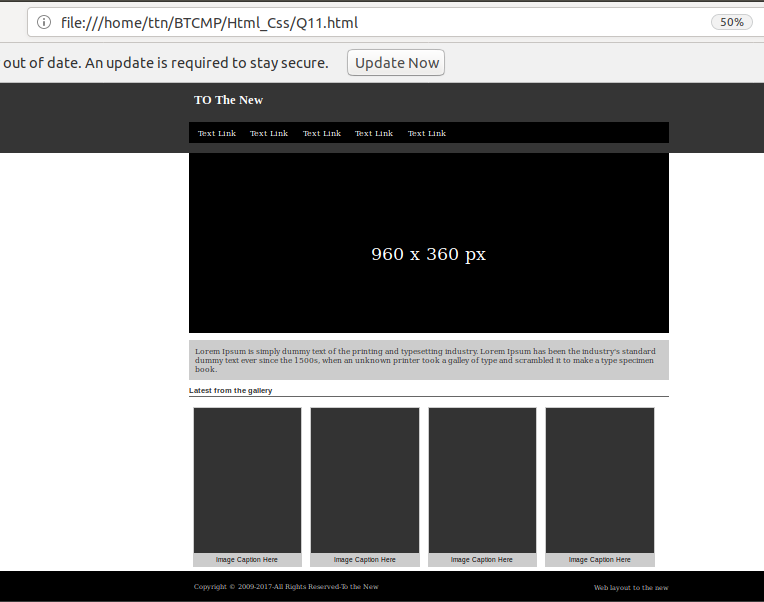 file:///home/ttn/BTCMP/Html_Css/Q11.html 50%
out of date. An update is required to stay secure. Update Now
TO The New
Text Link Text Link Text Link Text Link Text Link
960 x 360 px
Lorem Ipsum is simply dummy text of the printing and typesetting industry. Lorem Ipsum has been the industry's standard
dummy text ever since the 1500s, when an unknown printer took a galley of type and scrambled it to make a type specimen
book.
Latest from the gallery
Image Caption Here Image Caption Here Image Caption Here Image Caption Here
Copyright © 2009-2017-All Rights Reserved-To the New Web layout to the new